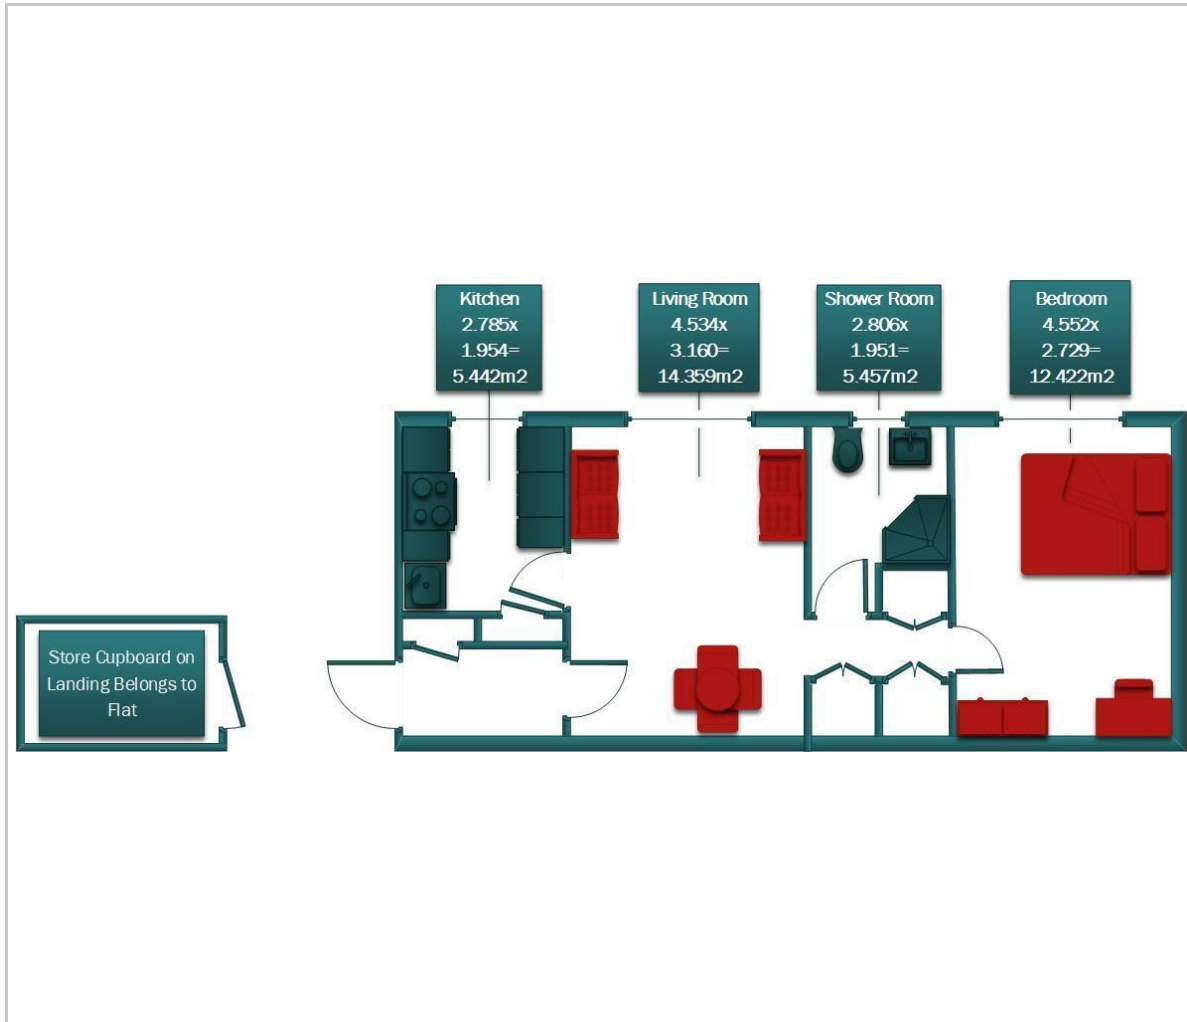 Kitchen
2.785x
1.954=
5.442m2
Living Room
4.534x
3.160=
14.359m2
Shower Room
2.806x
1.951=
5.457m2
Bedroom
4.552x
2.729=
12.422m2
Store Cupboard on
Landing Belongs to
Flat